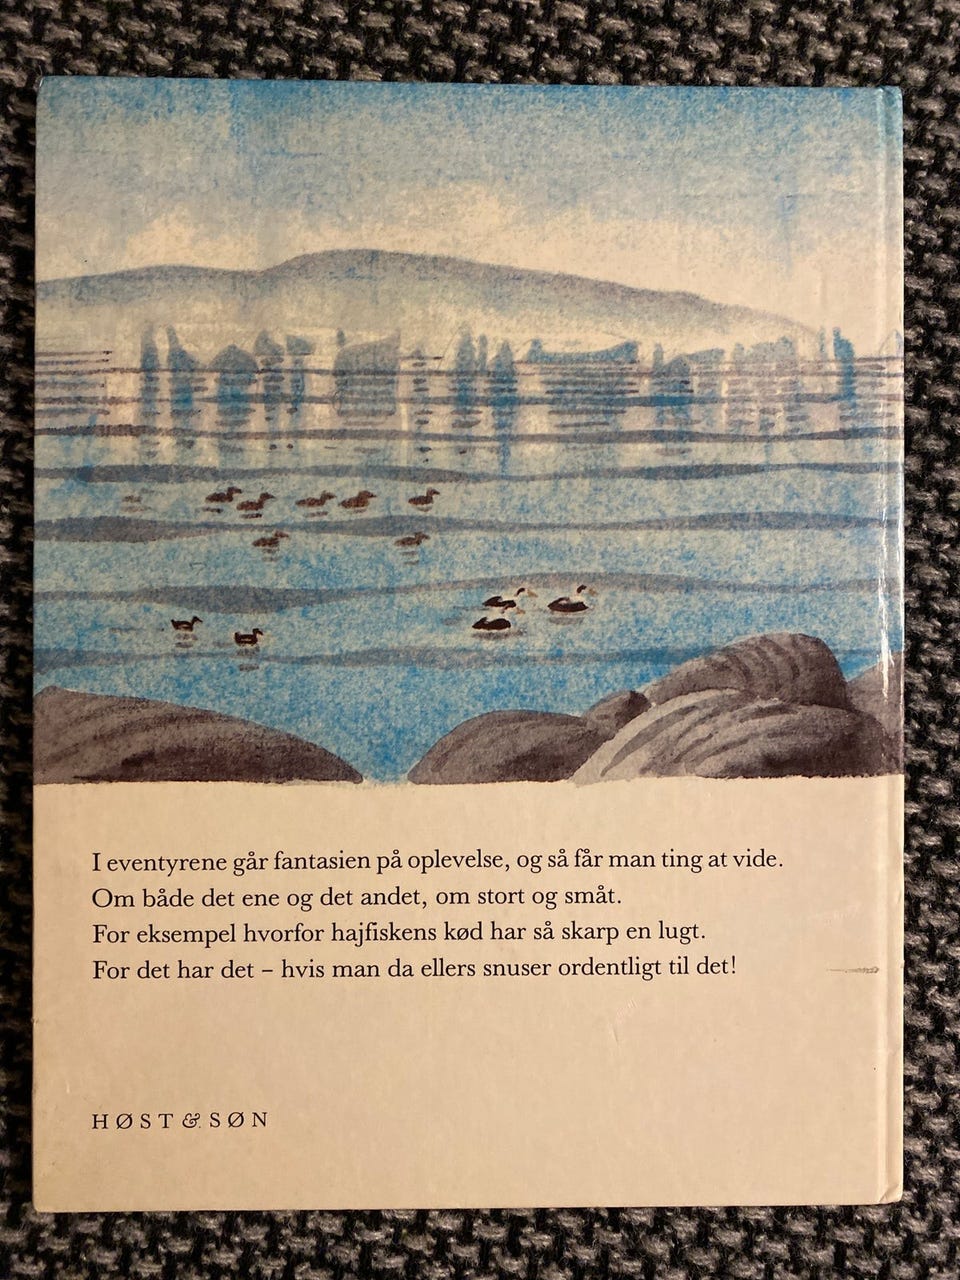 I eventyrene går fantasien på oplevelse, og så får man ting at vide.
Om både det ene og det andet, om stort og småt.
For eksempel hvorfor hajfiskens kød har så skarp en lugt.
For det har det – hvis man da ellers snuser ordentligt til det!
HØST & SØN